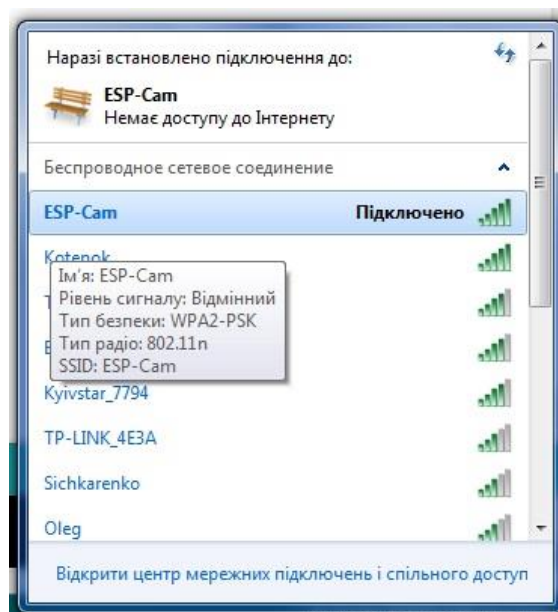 Наразі встановлено підключення до:
ESP-Cam
Немає доступу до Інтернету
Беспроводное сетевое соединение
ESP-Cam Підключено
Kotenok
Ім'я: ESP-Cam
Рівень сигналу: Відмінний
Тип безпеки: WPA2-PSK
Тип радіо: 802.11n
SSID: ESP-Cam
Kyivstar_7794
TP-LINK_4E3A
Sichkarenko
Oleg
Відкрити центр мережних підключень і спільного доступ